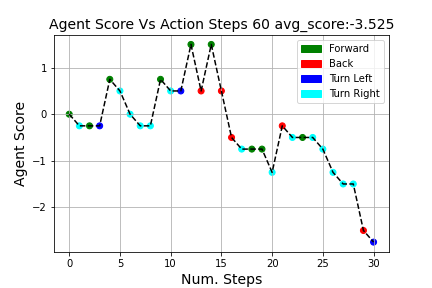 Agent Score Vs Action Steps 60 avg_score:-3.525
Forward
Back
Turn Left
Turn Right
1
0
−1
−2
Agent Score
0 5 10 15 20 25 30
Num. Steps